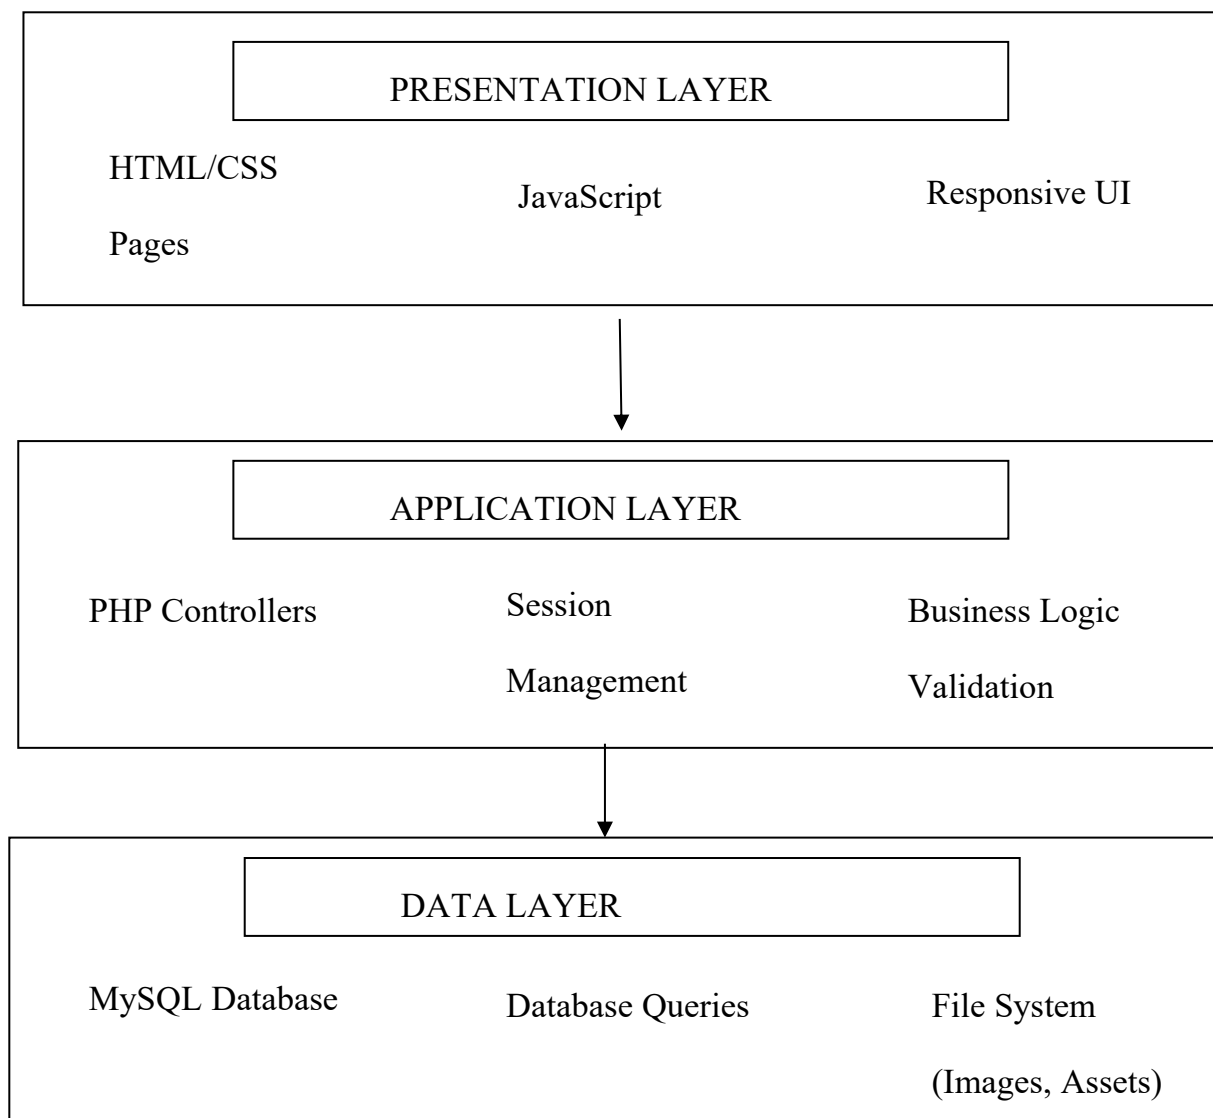 PRESENTATION LAYER
HTML/CSS
Pages
JavaScript
Responsive UI
APPLICATION LAYER
PHP Controllers
Session
Management
Business Logic
Validation
DATA LAYER
MySQL Database
Database Queries
File System
(Images, Assets)